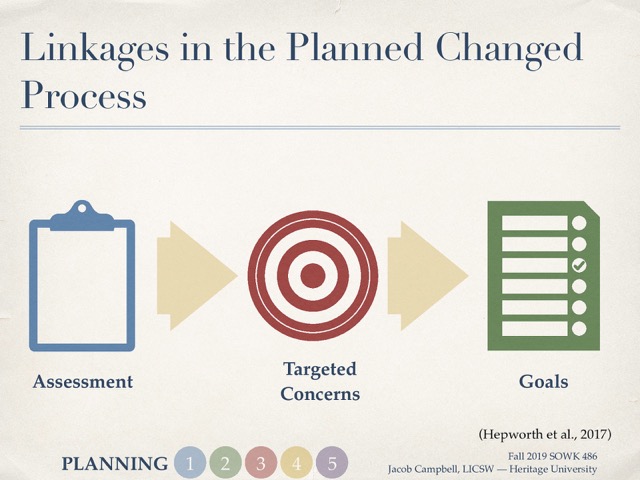 Linkages in the Planned Changed
Process
Assessment
Targeted
Concerns
Goals
(Hepworth et al., 2017)
PLANNING 1 2 3 4 5
Fall 2019 SOWK 486
Jacob Campbell, LICSW — Heritage University